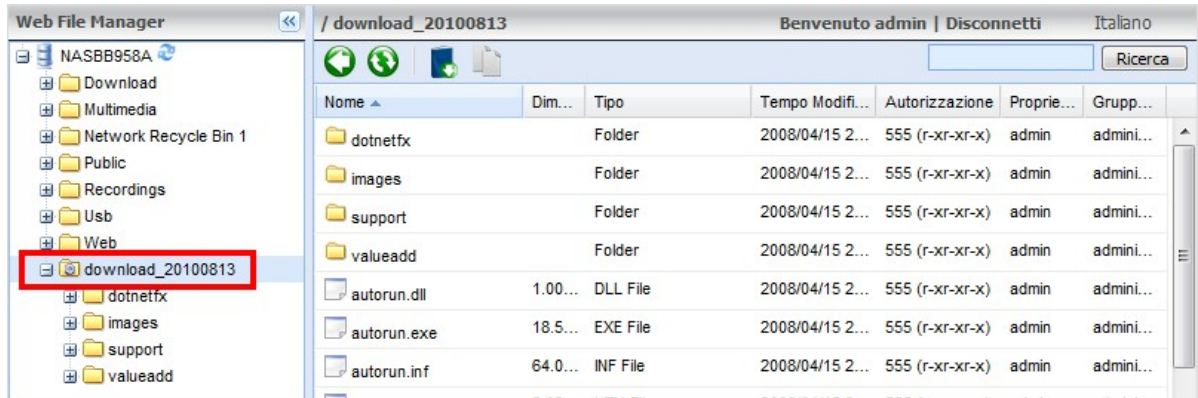 Web File Manager
/ download_20100813
Benvenuto admin | Disconnetti
Italiano
NASBB958A
Download
Multimedia
Network Recycle Bin 1
Public
Recordings
Usb
Web
download_20100813
dotnetfx
images
support
valueadd
Ricerca
Nome Dim... Tipo Tempo Modifi... Autorizzazione Proprie... Grupp...
dotnetfx Folder 2008/04/15 2... 555 (r-xr-xr-x) admin admini...
images Folder 2008/04/15 2... 555 (r-xr-xr-x) admin admini...
support Folder 2008/04/15 2... 555 (r-xr-xr-x) admin admini...
valueadd Folder 2008/04/15 2... 555 (r-xr-xr-x) admin admini...
autorun.dll 1.00... DLL File 2008/04/15 2... 555 (r-xr-xr-x) admin admini...
autorun.exe 18.5... EXE File 2008/04/15 2... 555 (r-xr-xr-x) admin admini...
autorun.inf 64.0... INF File 2008/04/15 2... 555 (r-xr-xr-x) admin admini...